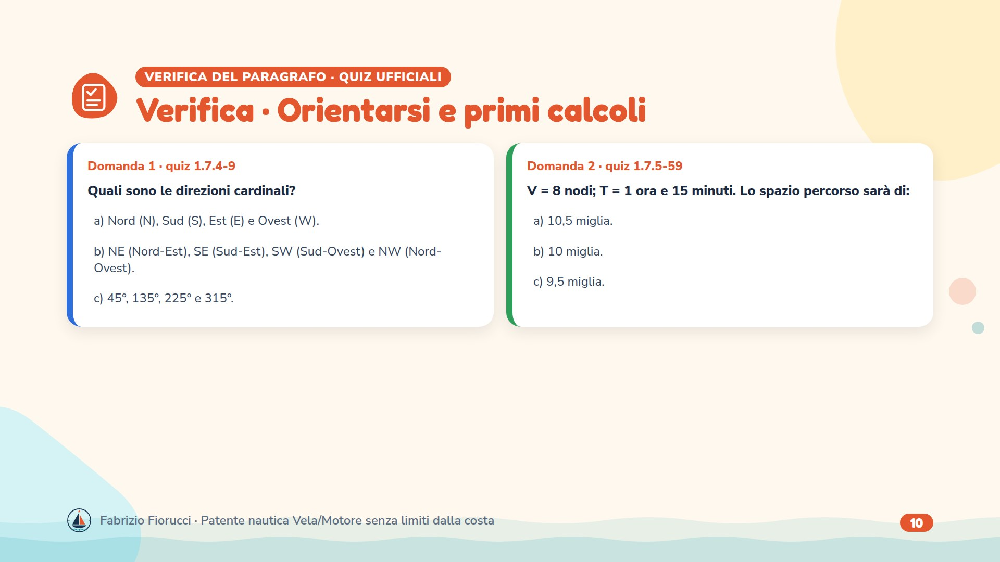 VERIFICA DEL PARAGRAFO · QUIZ UFFICIALI
Verifica · Orientarsi e primi calcoli
Domanda 1 · quiz 1.7.4-9
Quali sono le direzioni cardinali?
a) Nord (N), Sud (S), Est (E) e Ovest (W).
b) NE (Nord-Est), SE (Sud-Est), SW (Sud-Ovest) e NW (Nord-
Ovest).
c) 45°, 135°, 225° e 315°.
Domanda 2 · quiz 1.7.5-59
V = 8 nodi; T = 1 ora e 15 minuti. Lo spazio percorso sarà di:
a) 10,5 miglia.
b) 10 miglia.
c) 9,5 miglia.
Fabrizio Fiorucci · Patente nautica Vela/Motore senza limiti dalla costa
10